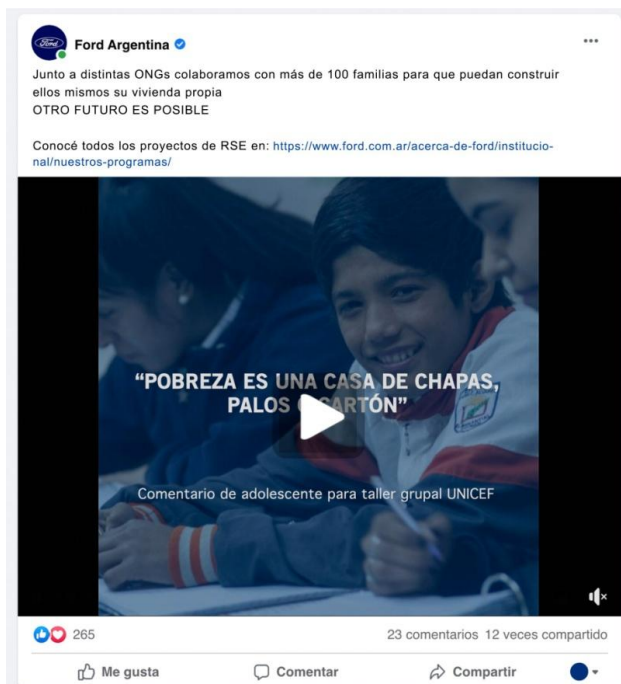 Ford
Ford Argentina
Junto a distintas ONGs colaboramos con más de 100 familias para que puedan construir
ellos mismos su vivienda propia
OTRO FUTURO ES POSIBLE
Conocé todos los proyectos de RSE en: https://www.ford.com.ar/acerca-de-ford/institucio-
nal/nuestros-programas/
“POBREZA ES UNA CASA DE CHAPAS,
PALOS CARTÓN”
Comentario de adolescente para taller grupal UNICEF
265
23 comentarios 12 veces compartido
Me gusta
Comentar
Compartir